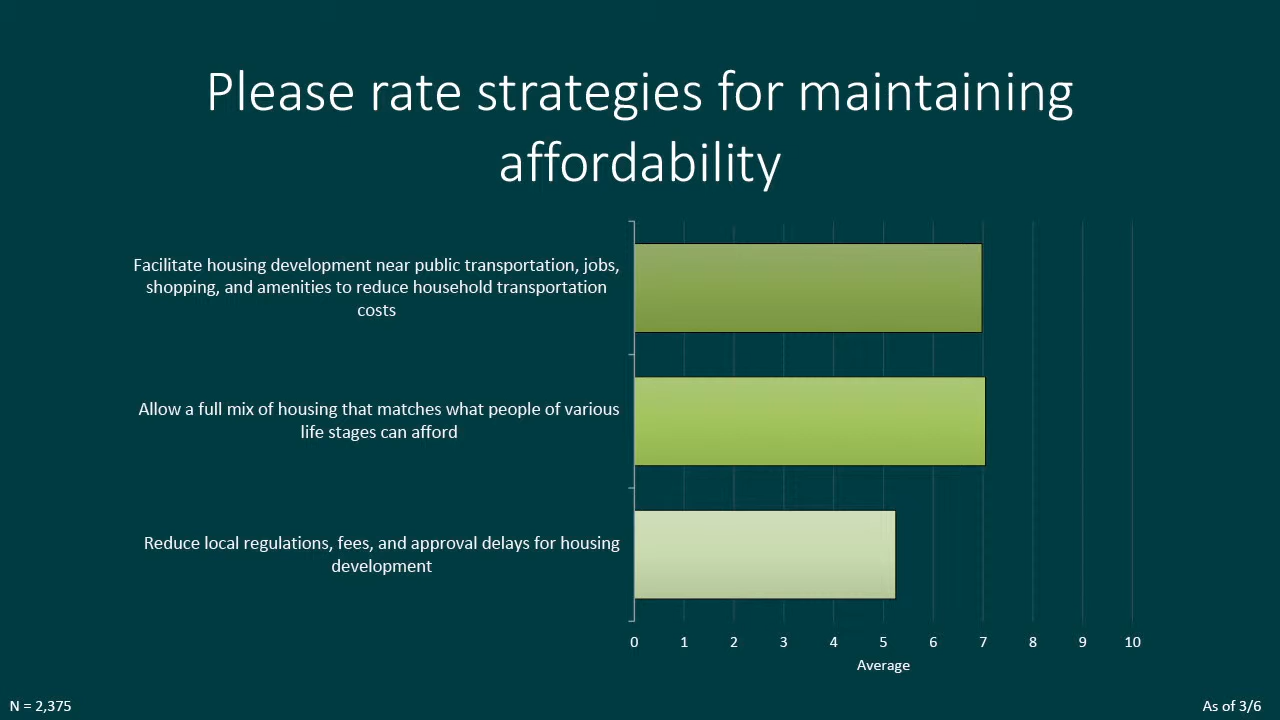 Please rate strategies for maintaining
affordability
Facilitate housing development near public transportation, jobs,
shopping, and amenities to reduce household transportation
costs
Allow a full mix of housing that matches what people of various
life stages can afford
Reduce local regulations, fees, and approval delays for housing
development
0 1 2 3 4 5 6 7 8 9 10
Average
N = 2,375
As of 3/6